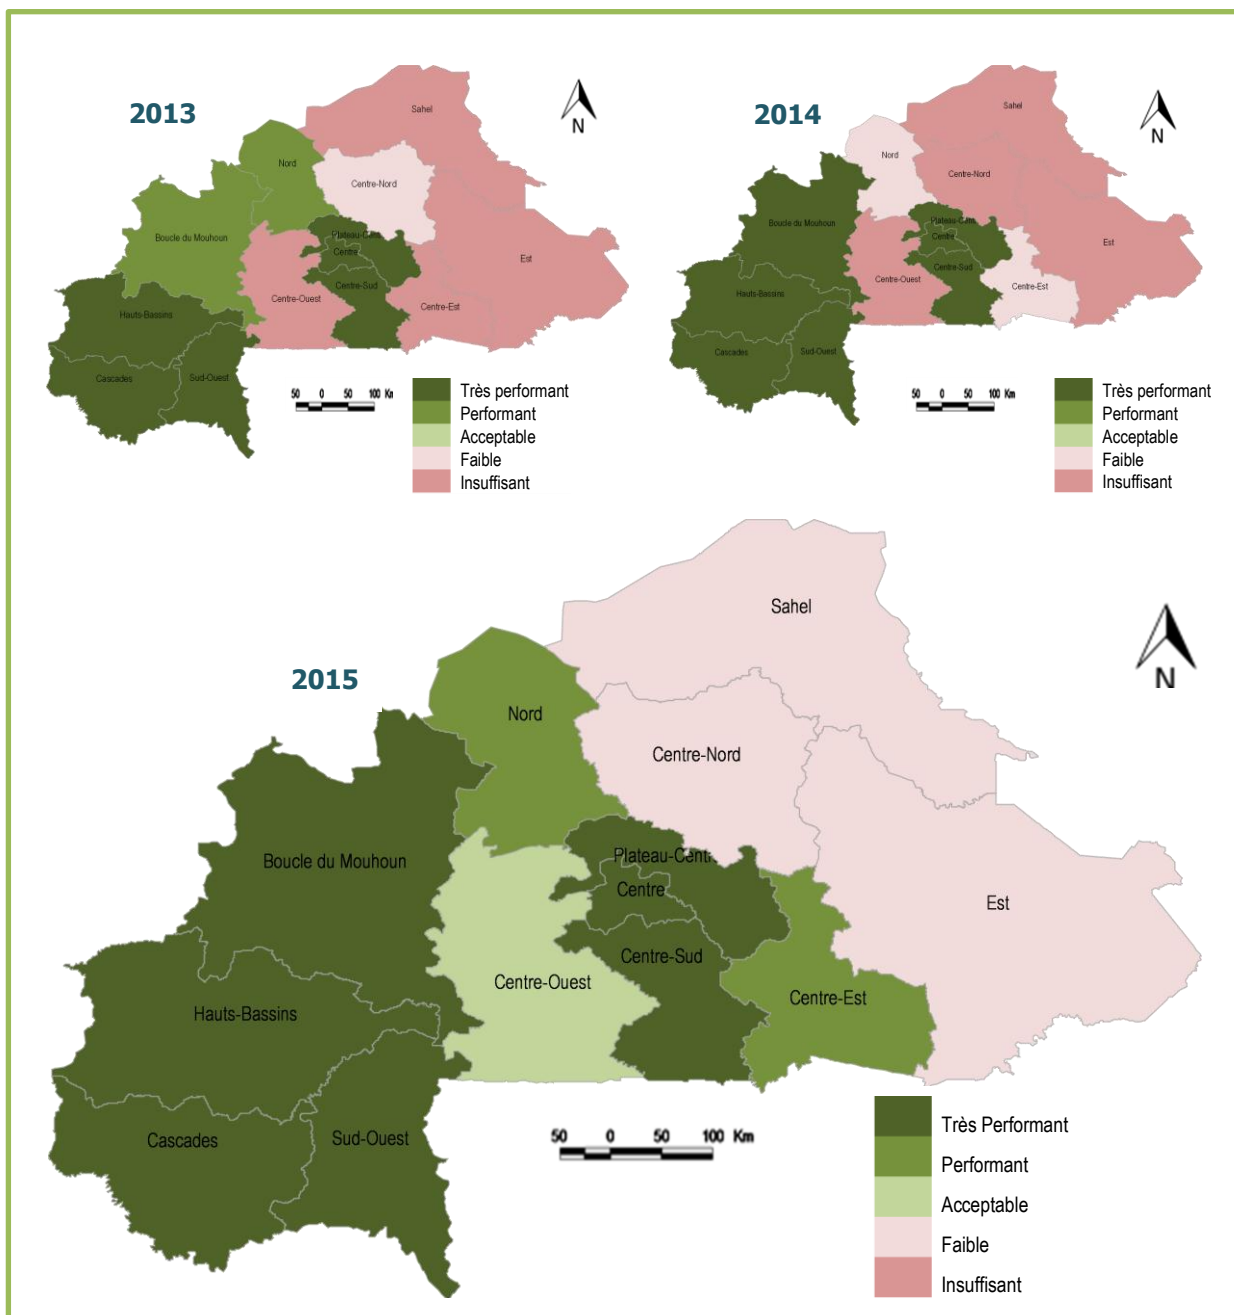 2013
N
Sahel
Nord
Centre-Nord
Boucle du Mouhoun
Plateau-Cent
Centre
Est
Centre-Sud
Centre-Ouest
Centre-Est
Hauts-Bassins
Cascades
Sud-Ouest
50 0 50 100 Km
Très performant
Performant
Acceptable
Faible
Insuffisant
2014
N
Sahel
Nord
Centre-Nord
Boucle du Mouhoun
Plateau-Cent
Centre
Est
Centre-Sud
Centre-Ouest
Centre-Est
Hauts-Bassins
Cascades
Sud-Ouest
50 0 50 100 Km
Très performant
Performant
Acceptable
Faible
Insuffisant
2015
N
Sahel
Nord
Centre-Nord
Boucle du Mouhoun
Plateau-Centr
Centre
Est
Centre-Sud
Centre-Ouest
Centre-Est
Hauts-Bassins
Cascades
Sud-Ouest
50 0 50 100 Km
Très Performant
Performant
Acceptable
Faible
Insuffisant